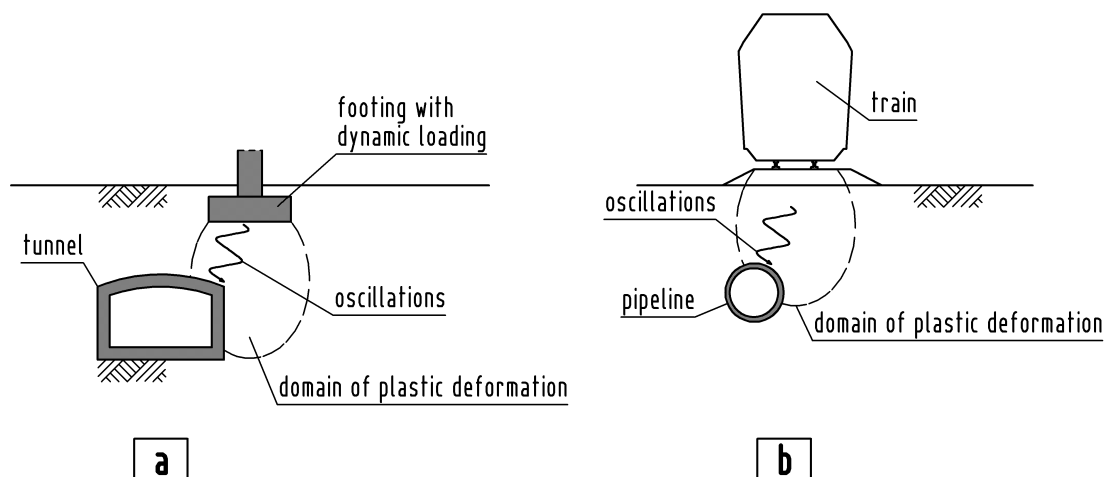 footing with
dynamic loading
tunnel
oscillations
domain of plastic deformation
a
train
oscillations
pipeline
domain of plastic deformation
b